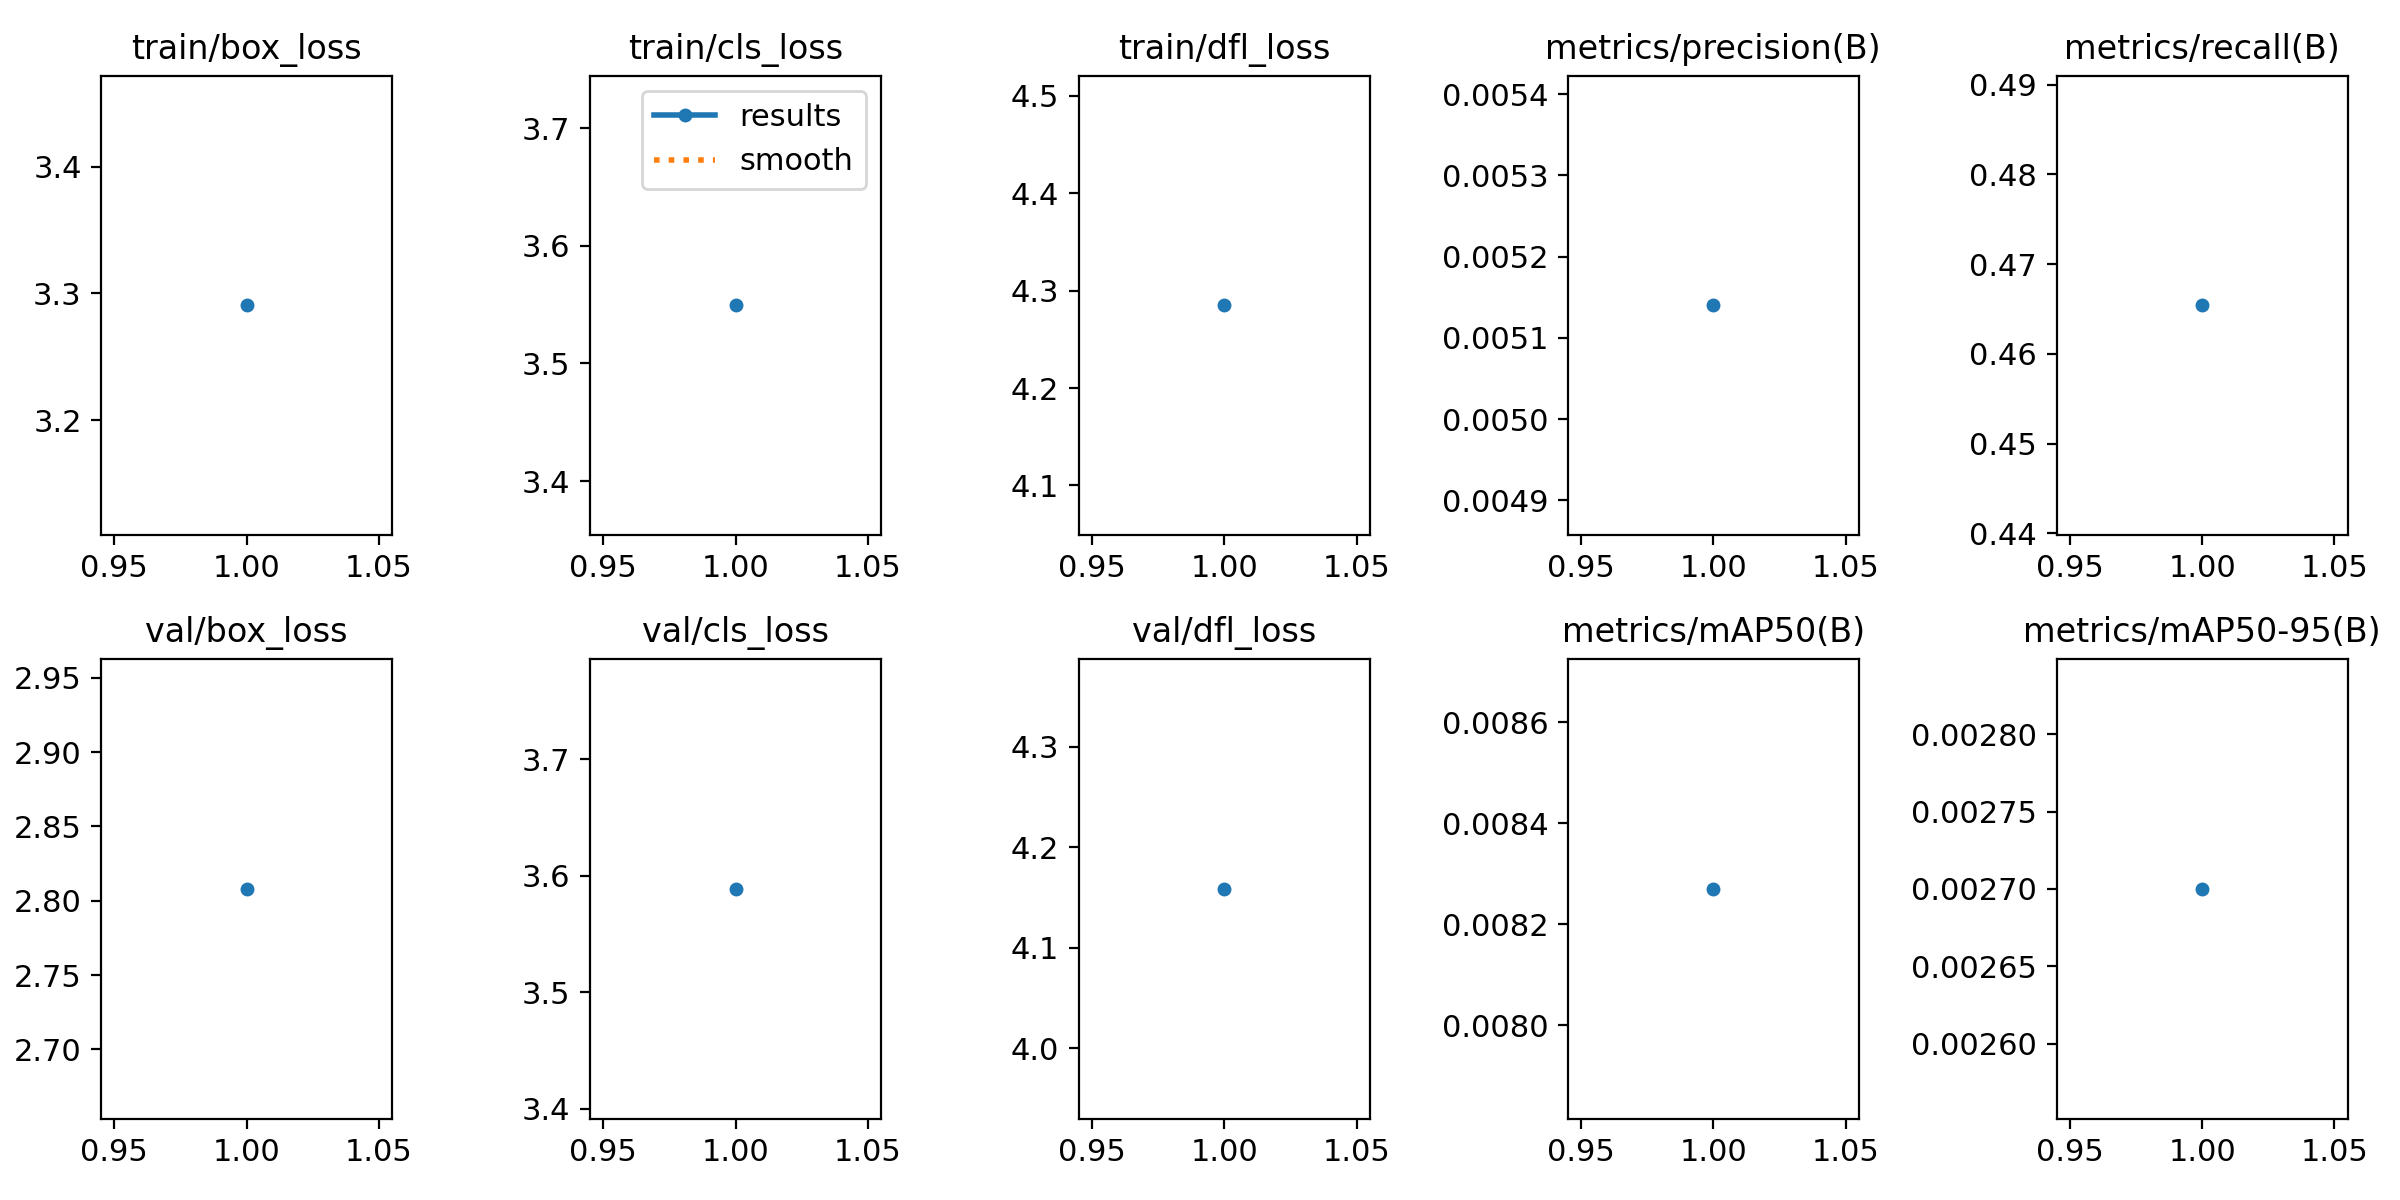 train/box_loss
3.4
3.3
3.2
0.95 1.00 1.05
train/cls_loss
results
smooth
3.7
3.6
3.5
3.4
0.95 1.00 1.05
train/dfl_loss
4.5
4.4
4.3
4.2
4.1
0.95 1.00 1.05
metrics/precision(B)
0.0054
0.0053
0.0052
0.0051
0.0050
0.0049
0.95 1.00 1.05
metrics/recall(B)
0.49
0.48
0.47
0.46
0.45
0.44
0.95 1.00 1.05
val/box_loss
2.95
2.90
2.85
2.80
2.75
2.70
0.95 1.00 1.05
val/cls_loss
3.7
3.6
3.5
3.4
0.95 1.00 1.05
val/dfl_loss
4.3
4.2
4.1
4.0
0.95 1.00 1.05
metrics/mAP50(B)
0.0086
0.0084
0.0082
0.0080
0.95 1.00 1.05
metrics/mAP50-95(B)
0.00280
0.00275
0.00270
0.00265
0.00260
0.95 1.00 1.05